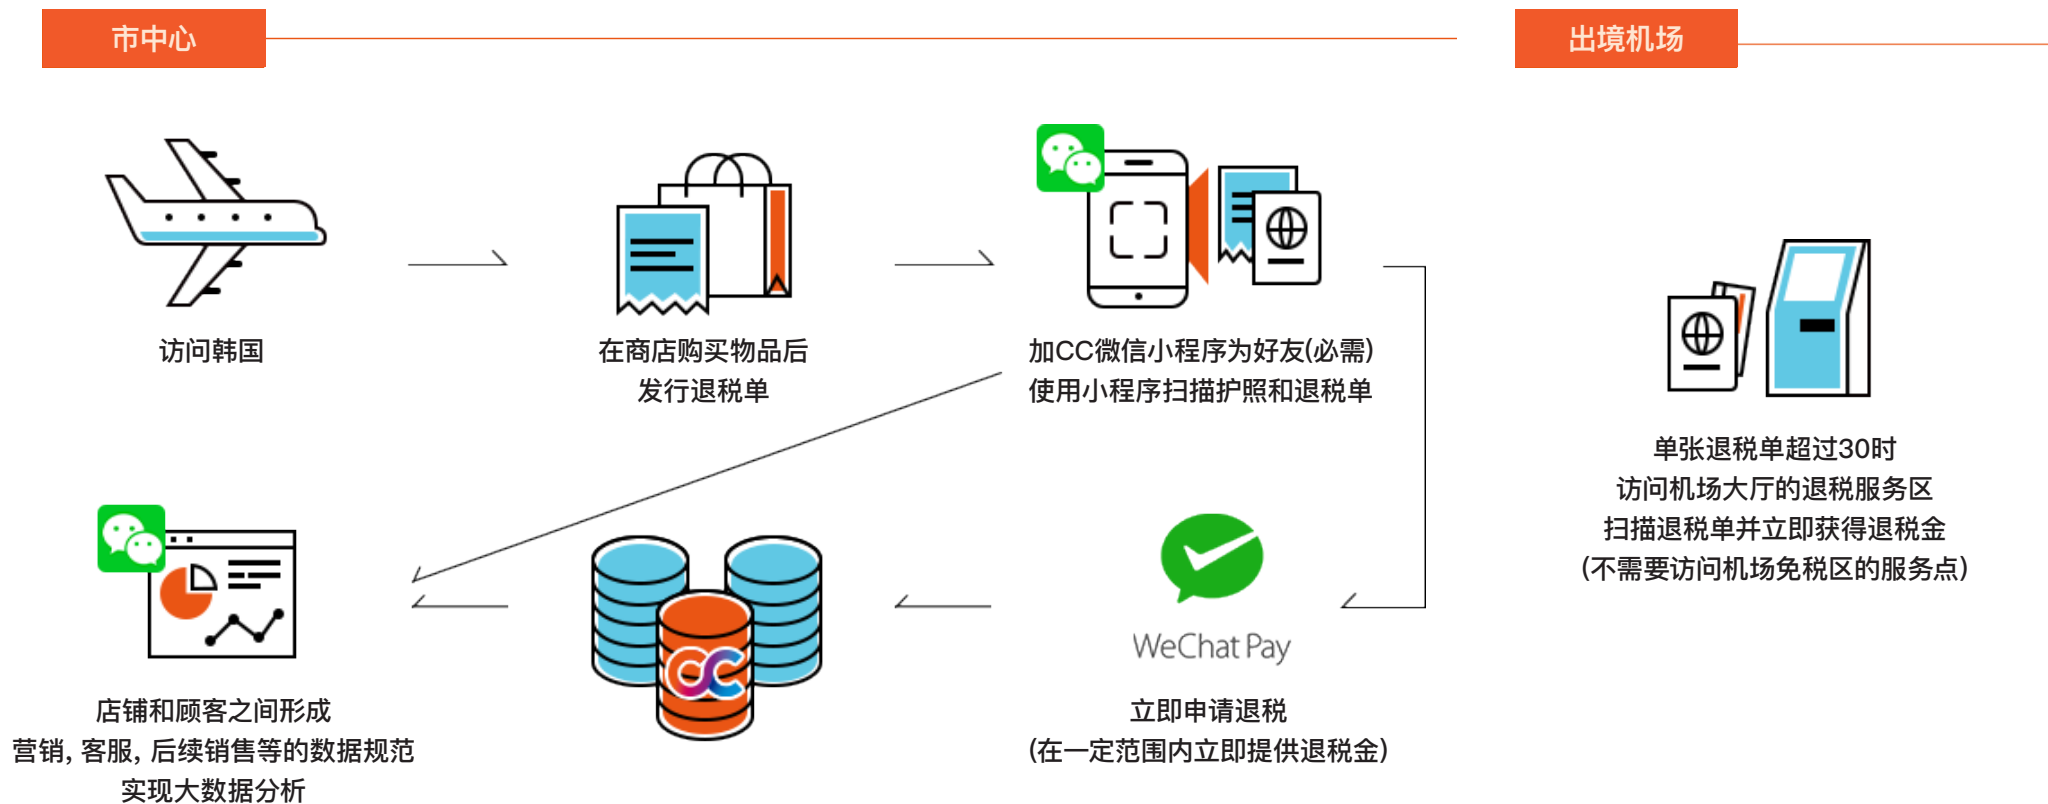 市中心
出境机场
访问韩国
在商店购买物品后
发行退税单
加CC微信小程序为好友(必需)
使用小程序扫描护照和退税单
单张退税单超过30时
访问机场大厅的退税服务区
扫描退税单并立即获得退税金
(不需要访问机场免税区的服务点)
WeChat Pay
立即申请退税
(在一定范围内立即提供退税金)
CC
店铺和顾客之间形成
营销, 客服, 后续销售等的数据规范
实现大数据分析